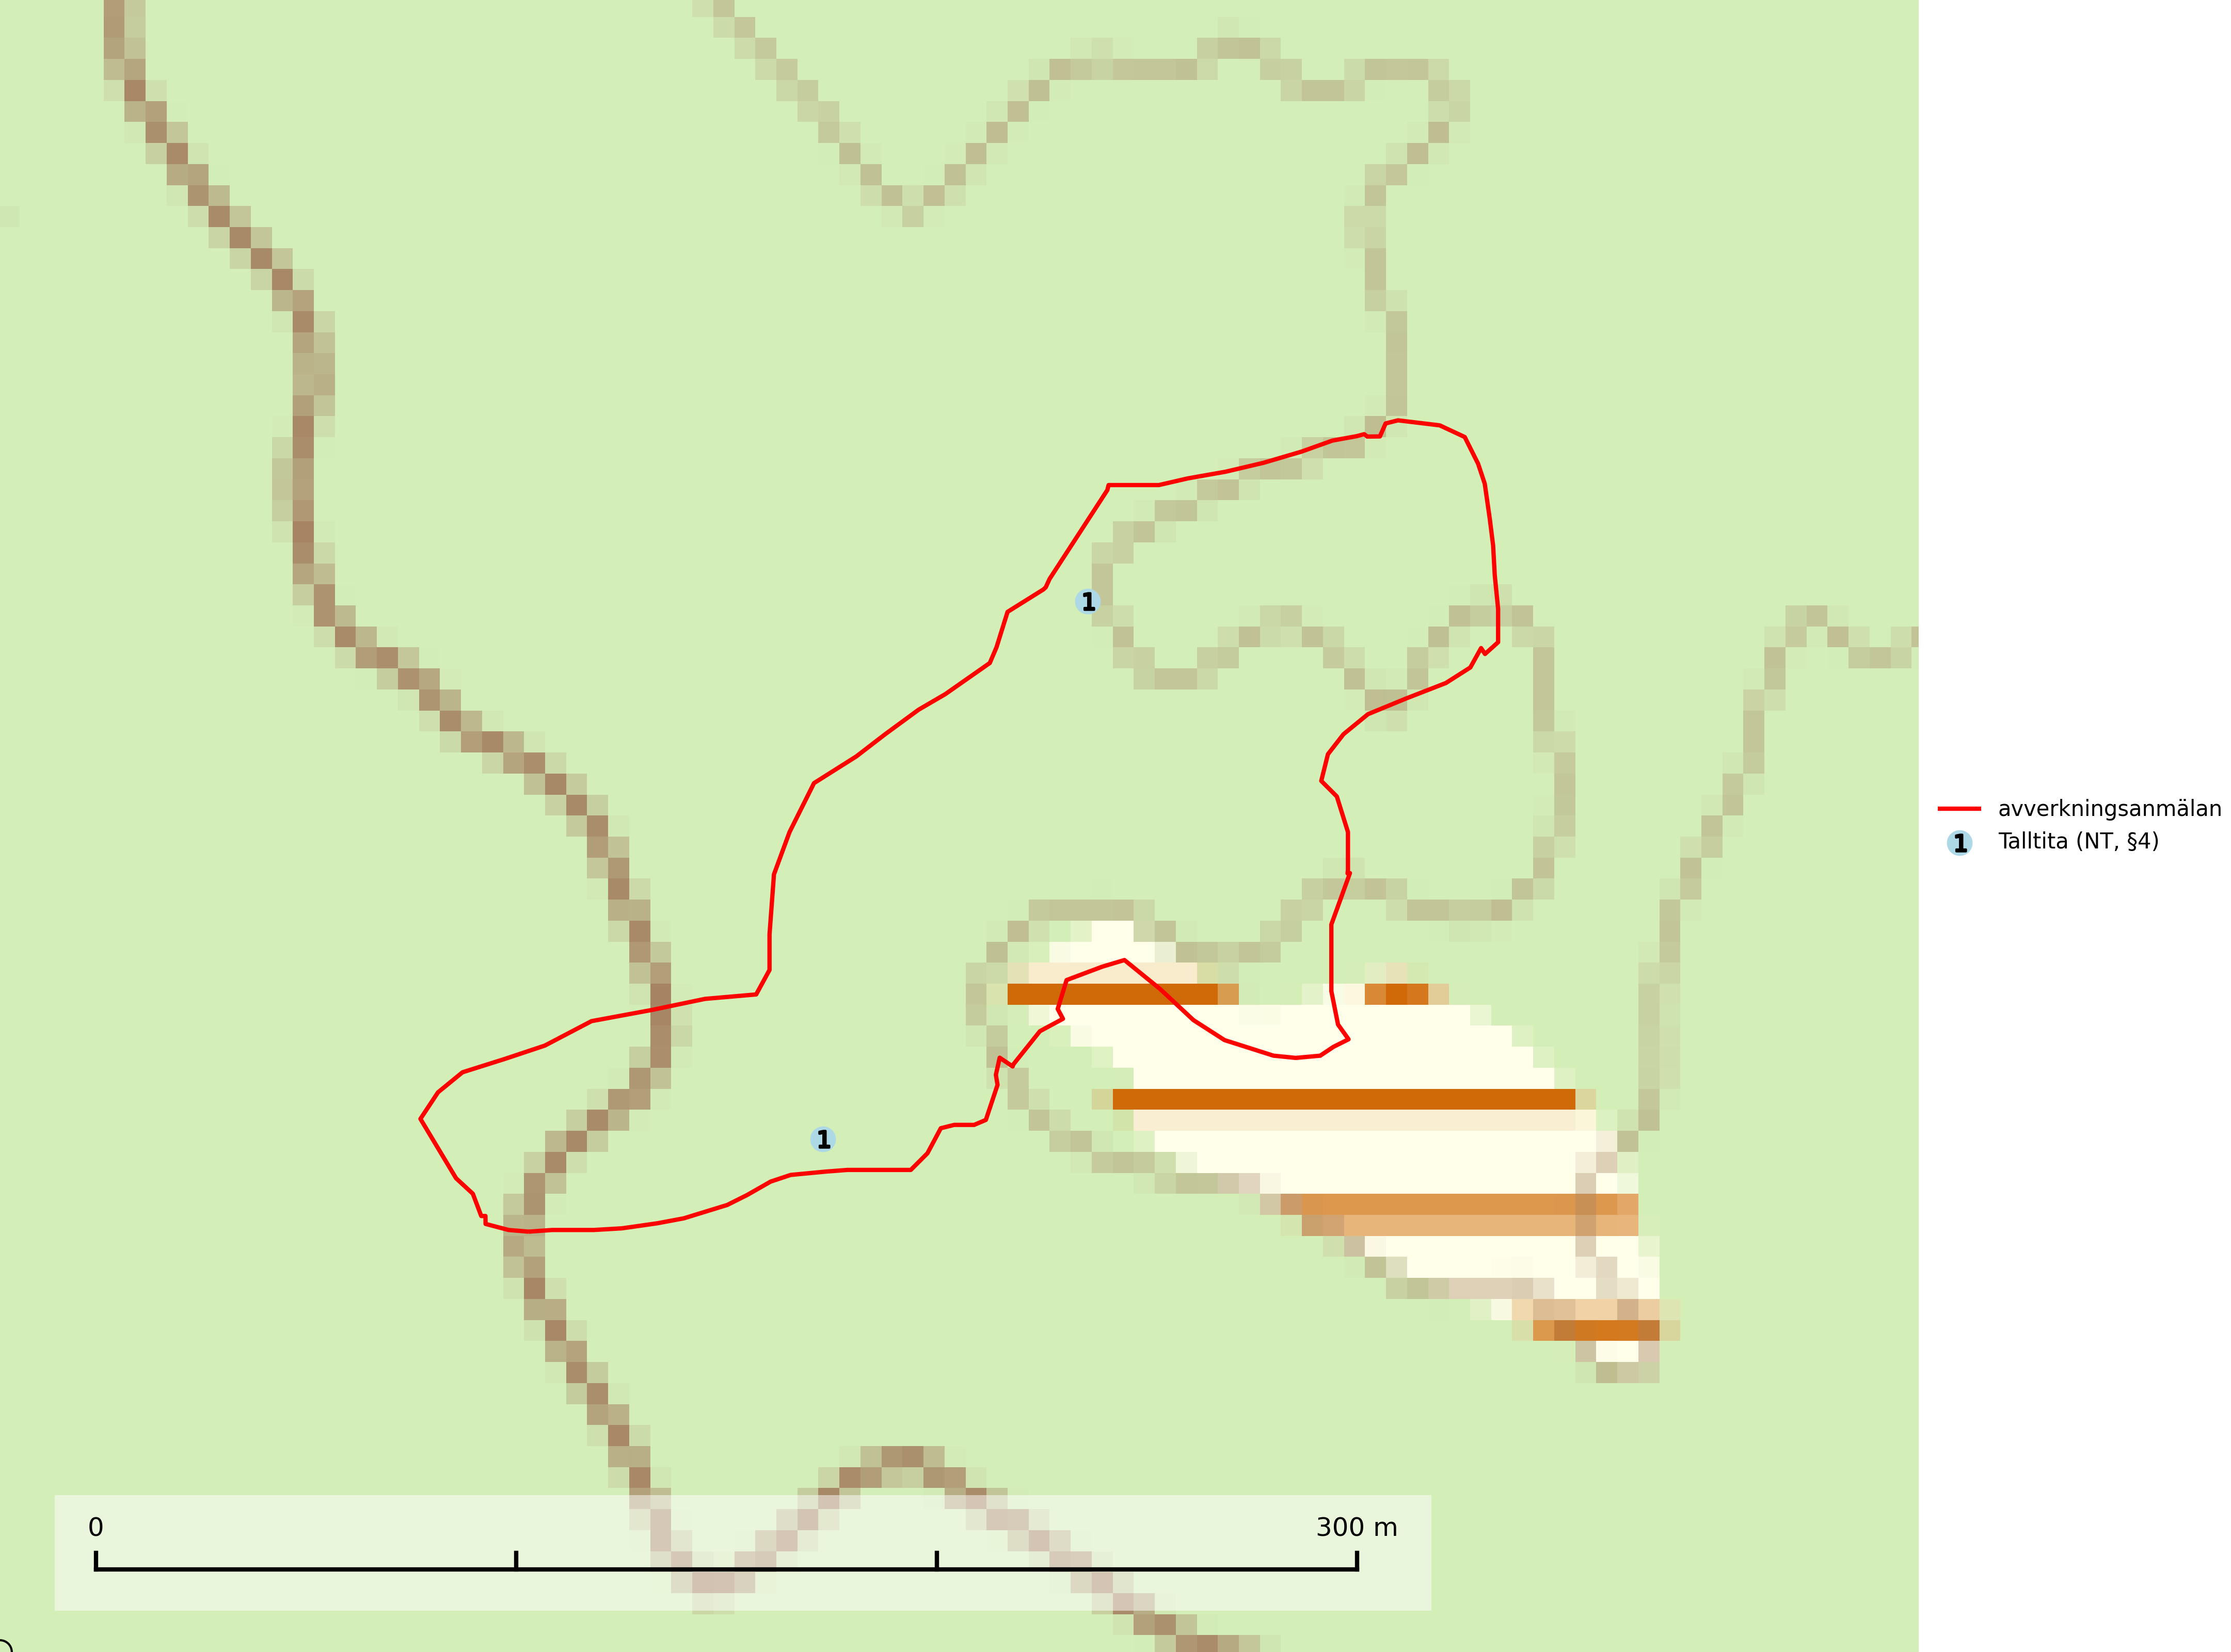 1
1
avverkningsanmälan
1 Talltita (NT, §4)
0 300 m